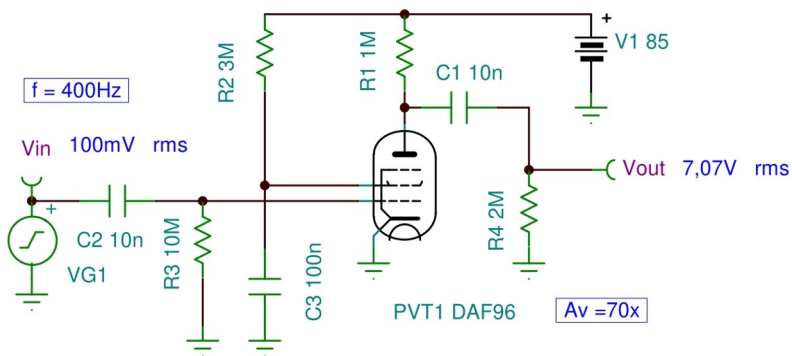 R2 3M
R1 1M
C1 10n
+
V1 85
f = 400Hz
Vin 100mV rms
+
C2 10n
VG1
R3 10M
C3 100n
R4 2M
Vout 7,07V rms
PVT1 DAF96
Av =70x